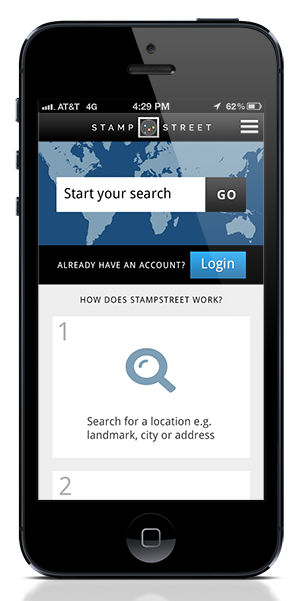 AT&T 4G 4:29 PM 62%
STAMP STREET
Start your search GO
ALREADY HAVE AN ACCOUNT? Login
HOW DOES STAMPSTREET WORK?
1
Search for a location e.g.
landmark, city or address
2